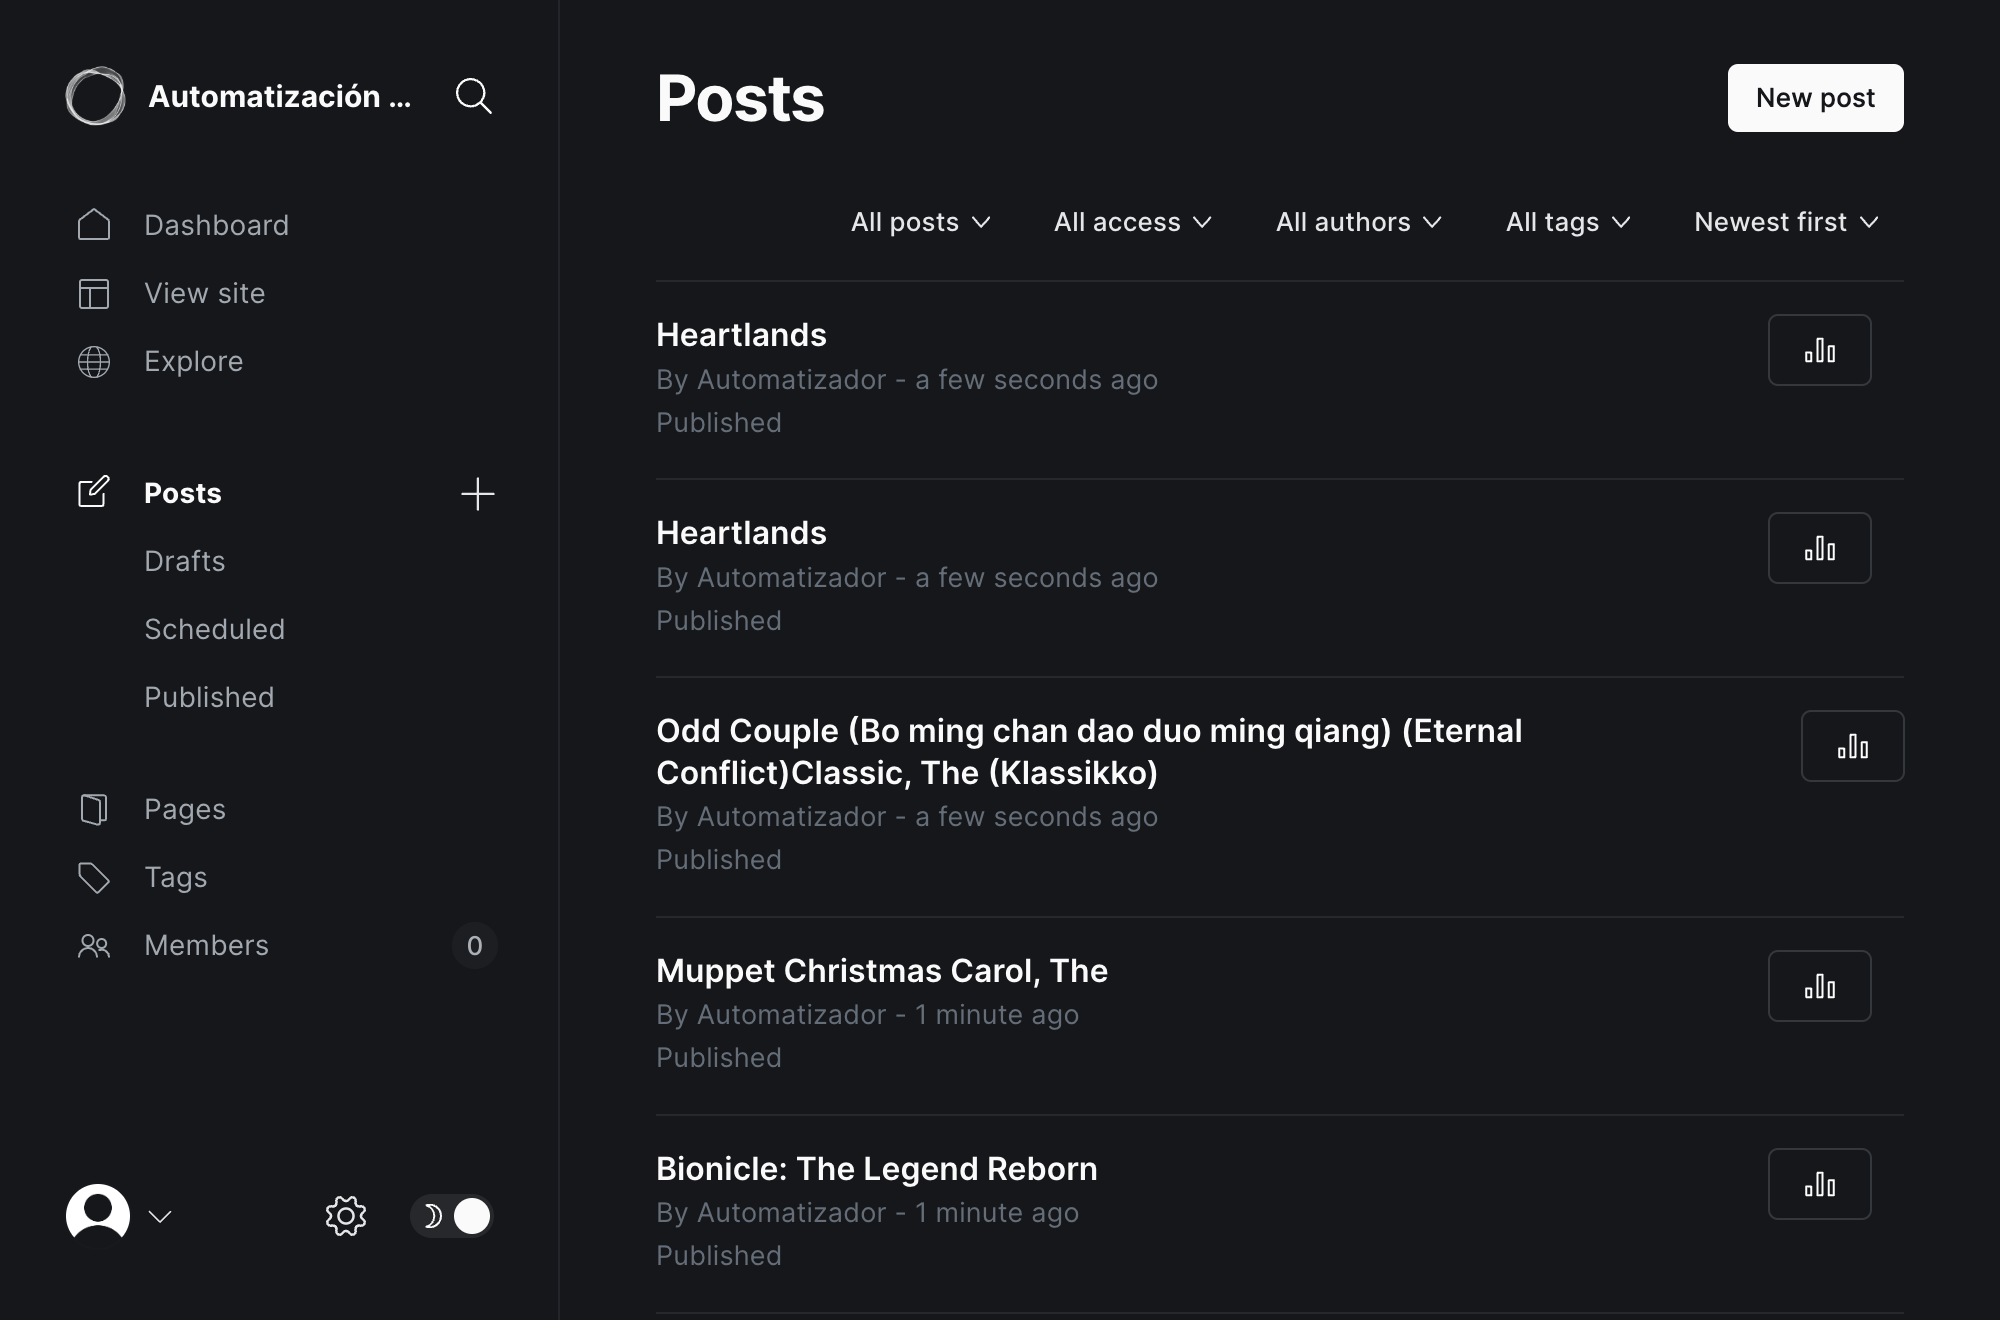 Automatización ...
Dashboard
View site
Explore
Posts
Drafts
Scheduled
Published
Pages
Tags
Members
0
Posts
New post
All posts
All access
All authors
All tags
Newest first
Heartlands
By Automatizador - a few seconds ago
Published
Heartlands
By Automatizador - a few seconds ago
Published
Odd Couple (Bo ming chan dao duo ming qiang) (Eternal
Conflict)Classic, The (Klassikko)
By Automatizador - a few seconds ago
Published
Muppet Christmas Carol, The
By Automatizador - 1 minute ago
Published
Bionicle: The Legend Reborn
By Automatizador - 1 minute ago
Published